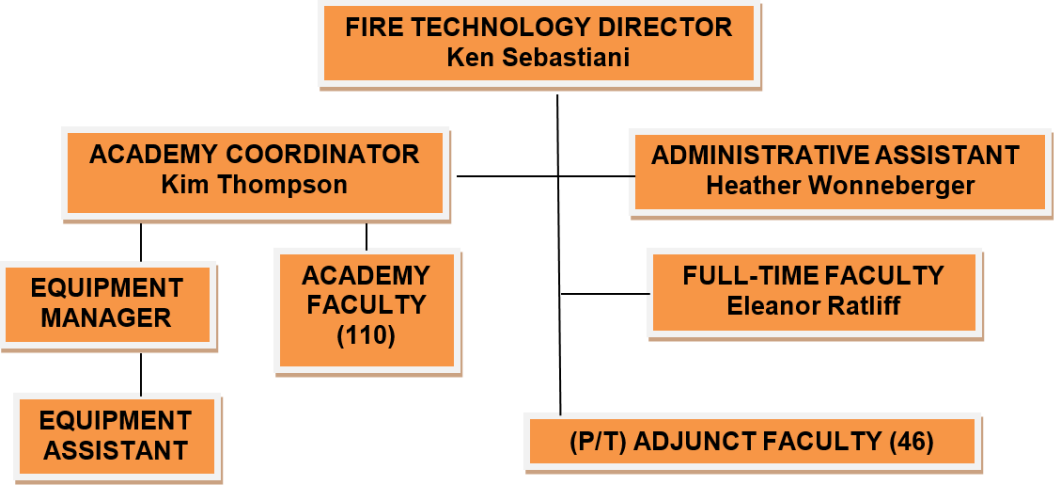 FIRE TECHNOLOGY DIRECTOR
Ken Sebastiani
ACADEMY COORDINATOR
Kim Thompson
ADMINISTRATIVE ASSISTANT
Heather Wonneberger
EQUIPMENT
MANAGER
ACADEMY
FACULTY
(110)
FULL-TIME FACULTY
Eleanor Ratliff
EQUIPMENT
ASSISTANT
(P/T) ADJUNCT FACULTY (46)